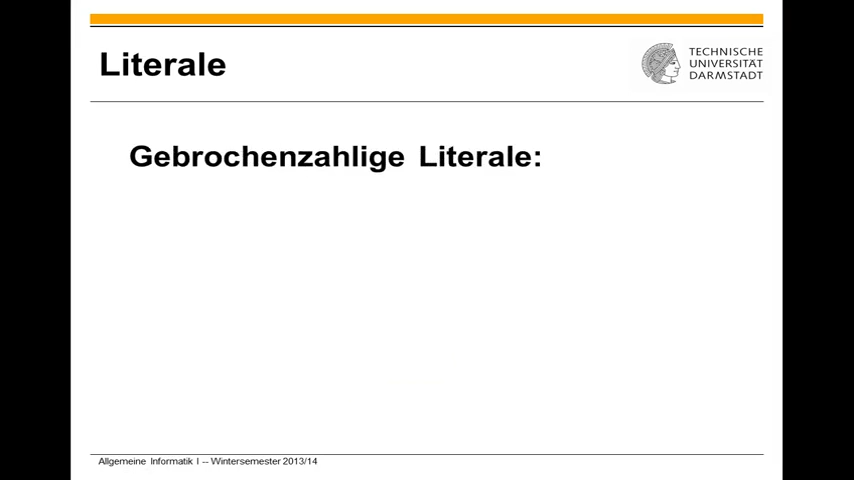 Literale
TECHNISCHE
UNIVERSITÄT
DARMSTADT
Gebrochenzahlige Literale:
Allgemeine Informatik I -- Wintersemester 2013/14